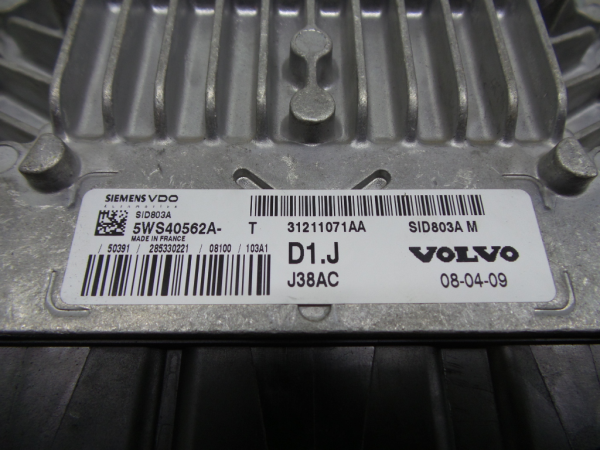 SIEMENS VDO
Automotive
SID803A
5WS40562A- T
MADE IN FRANCE
/ 50391 / 285330221 / 08100 / 103A1
31211071AA SID803A M
D1.J VOLVO
J38AC 08-04-09